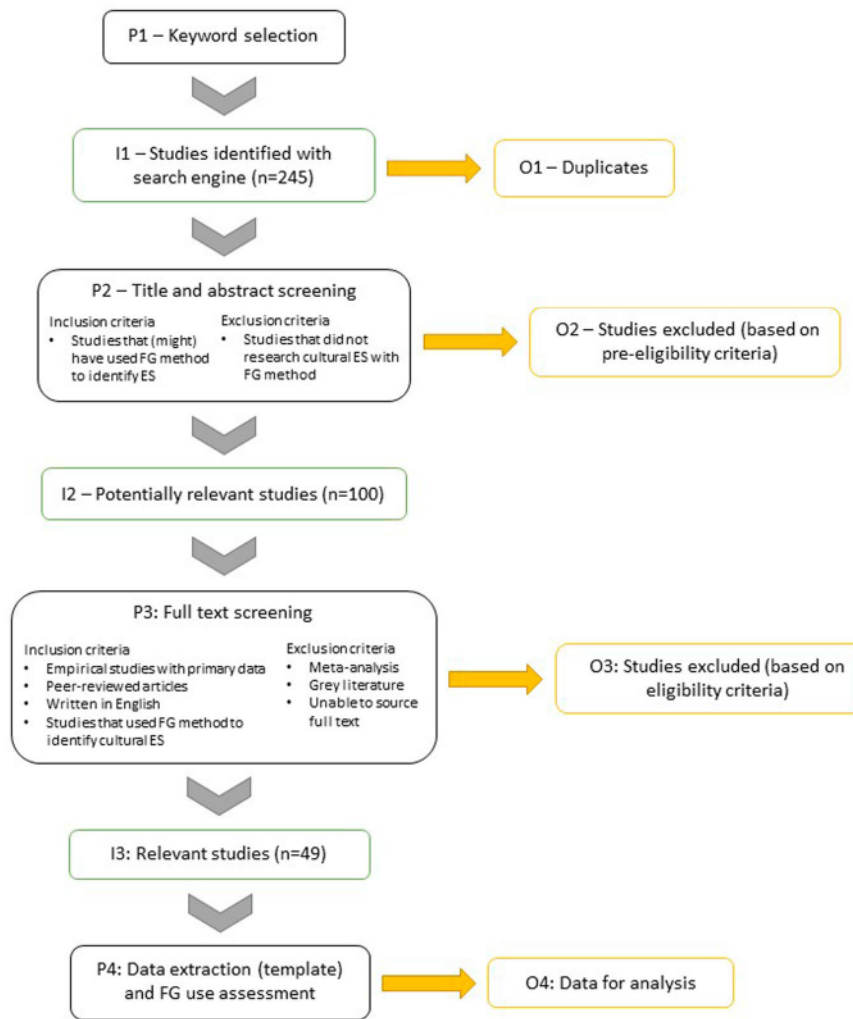 P1 – Keyword selection
I1 – Studies identified with
search engine (n=245)
O1 – Duplicates
P2 – Title and abstract screening
Inclusion criteria
• Studies that (might)
have used FG method
to identify ES
Exclusion criteria
• Studies that did not
research cultural ES with
FG method
O2 – Studies excluded (based on
pre-eligibility criteria)
I2 – Potentially relevant studies (n=100)
P3: Full text screening
Inclusion criteria
• Empirical studies with primary data
• Peer-reviewed articles
• Written in English
• Studies that used FG method to
identify cultural ES
Exclusion criteria
• Meta-analysis
• Grey literature
• Unable to source
full text
O3: Studies excluded (based on
eligibility criteria)
I3: Relevant studies (n=49)
P4: Data extraction (template)
and FG use assessment
O4: Data for analysis